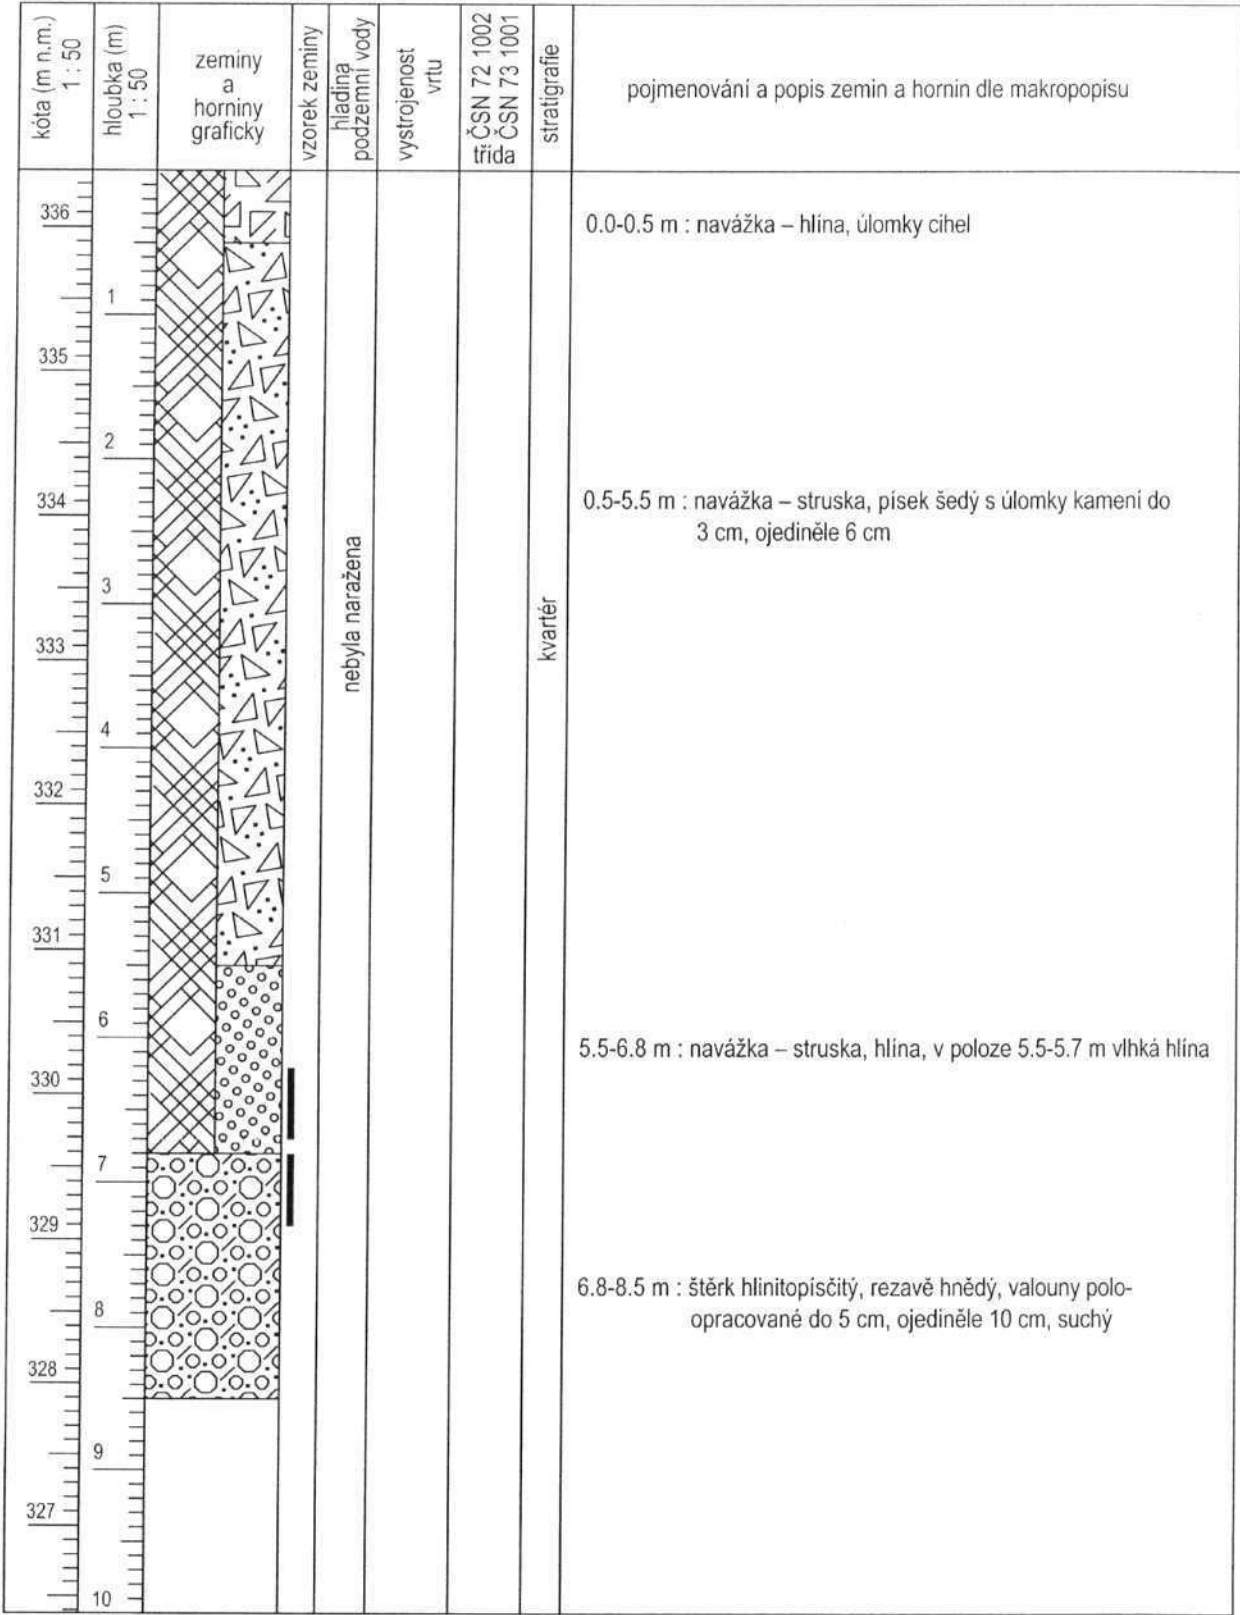 kóta (m n.m.)
1 : 50
hloubka (m)
1 : 50
zeminy
a
horniny
graficky
vzorek zeminy
hladina
podzemní vody
vystrojenost
vrtu
ČSN 72 1002
třída ČSN 73 1001
stratigrafie
pojmenování a popis zemin a hornin dle makropopisu
336
335
334
333
332
331
330
329
328
327
1
2
3
4
5
6
7
8
9
10
nebyla naražena
kvartér
0.0-0.5 m : navážka – hlína, úlomky cihel
0.5-5.5 m : navážka – struska, písek šedý s úlomky kamení do
3 cm, ojediněle 6 cm
5.5-6.8 m : navážka – struska, hlína, v poloze 5.5-5.7 m vlhká hlína
6.8-8.5 m : štěrk hlinitopísčitý, rezavě hnědý, valouny polo-
opracované do 5 cm, ojediněle 10 cm, suchý